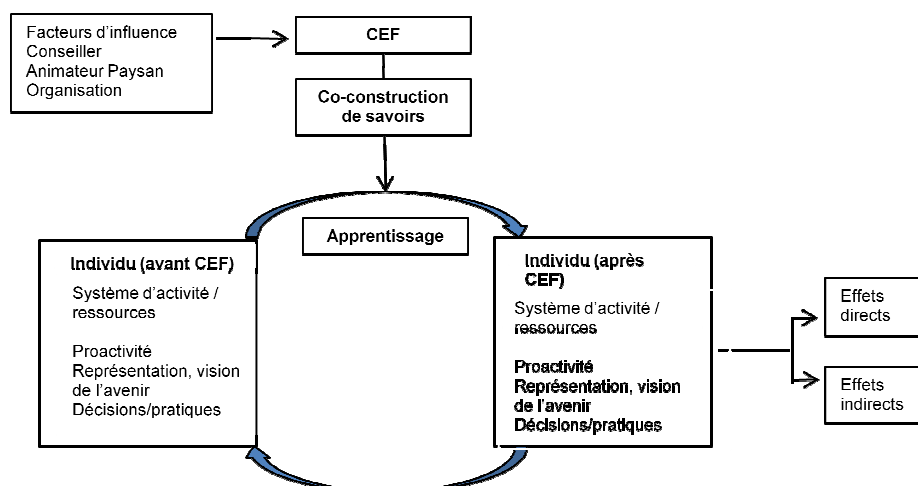 Facteurs d'influence
Conseiller
Animateur Paysan
Organisation
CEF
Co-construction
de savoirs
Apprentissage
Individu (avant CEF)
Système d'activité /
ressources
Proactivité
Représentation, vision
de l'avenir
Décisions/pratiques
Individu (après
CEF)
Système d'activité /
ressources
Proactivité
Représentation, vision
de l'avenir
Décisions/pratiques
Effets
directs
Effets
indirects